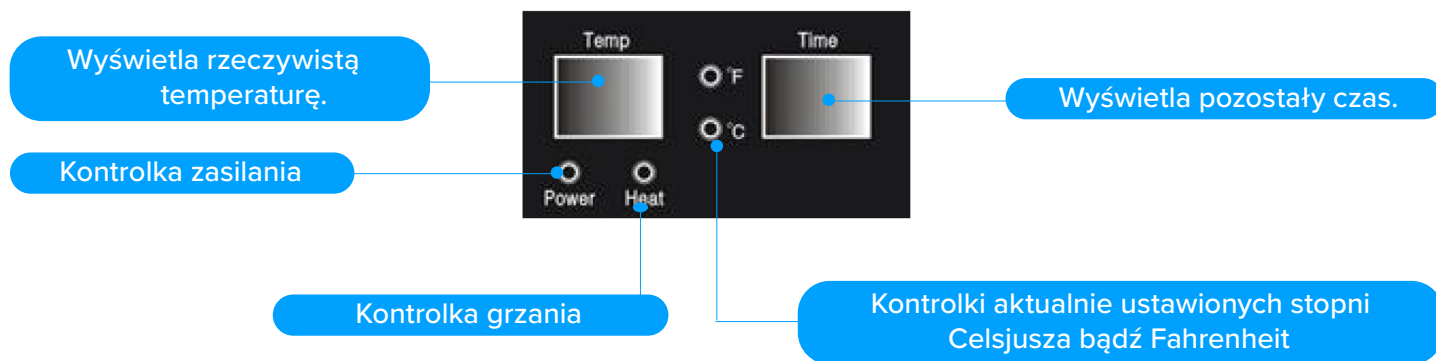 Temp
Time
Wyświetla rzeczywistą
temperaturę.
°F
Wyświetla pozostały czas.
°C
Kontrolka zasilania
Power
Heat
Kontrolka grzania
Kontrolki aktualnie ustawionych stopni
Celsjusza bądź Fahrenheit